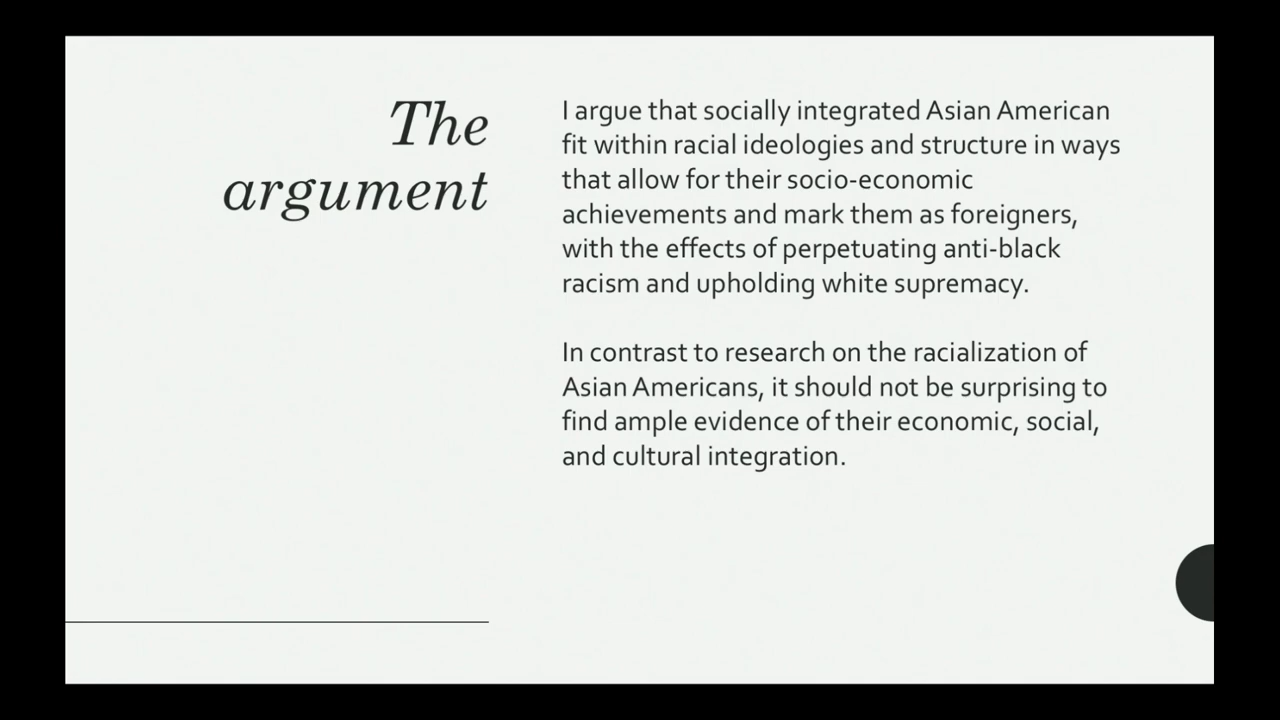 The
argument
I argue that socially integrated Asian American
fit within racial ideologies and structure in ways
that allow for their socio-economic
achievements and mark them as foreigners,
with the effects of perpetuating anti-black
racism and upholding white supremacy.
In contrast to research on the racialization of
Asian Americans, it should not be surprising to
find ample evidence of their economic, social,
and cultural integration.